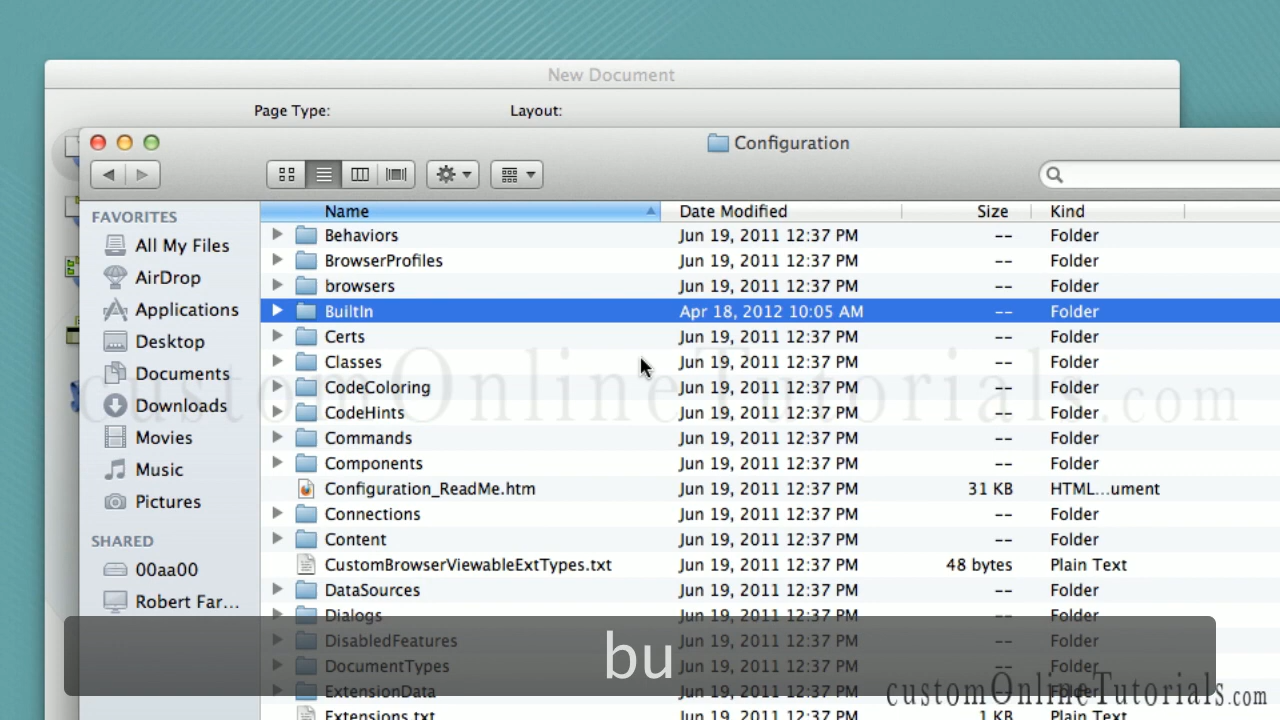 New Document
Page Type: Layout:
Configuration
Name Date Modified Size Kind
FAVORITES
All My Files
AirDrop
Applications
Desktop
Documents
Downloads
Movies
Music
Pictures
SHARED
00aa00
Robert Far...
Behaviors Jun 19, 2011 12:37 PM -- Folder
BrowserProfiles Jun 19, 2011 12:37 PM -- Folder
browsers Jun 19, 2011 12:37 PM -- Folder
BuiltIn Apr 18, 2012 10:05 AM -- Folder
Certs Jun 19, 2011 12:37 PM -- Folder
Classes Jun 19, 2011 12:37 PM -- Folder
CodeColoring Jun 19, 2011 12:37 PM -- Folder
CodeHints Jun 19, 2011 12:37 PM -- Folder
Commands Jun 19, 2011 12:37 PM -- Folder
Components Jun 19, 2011 12:37 PM -- Folder
Configuration_ReadMe.htm Jun 19, 2011 12:37 PM 31 KB HTML...ument
Connections Jun 19, 2011 12:37 PM -- Folder
Content Jun 19, 2011 12:37 PM -- Folder
CustomBrowserViewableExtTypes.txt Jun 19, 2011 12:37 PM 48 bytes Plain Text
DataSources Jun 19, 2011 12:37 PM -- Folder
Dialogs Jun 19, 2011 12:37 PM -- Folder
DisabledFeatures Jun 19, 2011 12:37 PM -- Folder
DocumentTypes Jun 19, 2011 12:37 PM -- Folder
ExtensionData Jun 19, 2011 12:37 PM -- Folder
Extensions.txt Jun 19, 2011 12:37 PM 1 KB Plain Text
customOnlineTutorials.com
bu
customOnlineTutorials.com